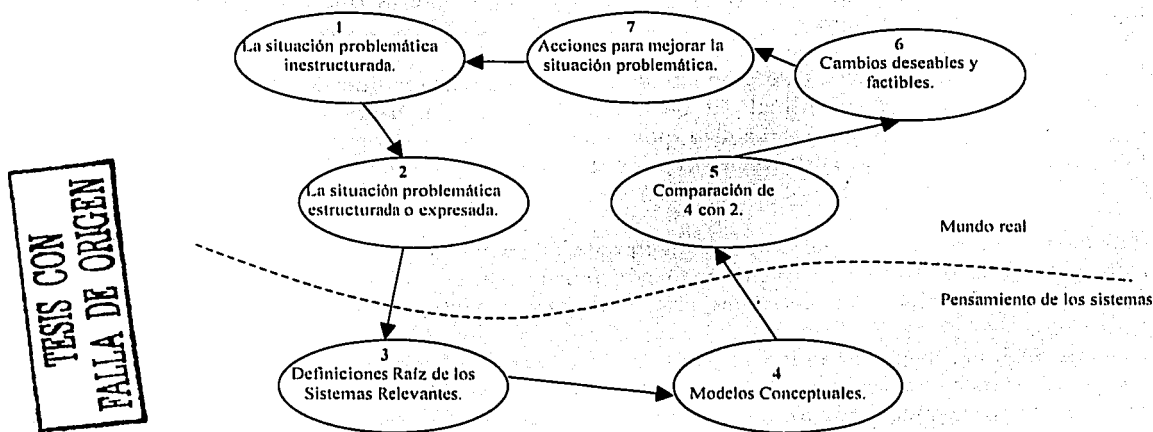 1
La situación problemática
inestructurada.
7
Acciones para mejorar la
situación problemática.
6
Cambios deseables y
factibles.
2
La situación problemática
estructurada o expresada.
5
Comparación de
4 con 2.
Mundo real
Pensamiento de los sistemas
3
Definiciones Raíz de los
Sistemas Relevantes.
4
Modelos Conceptuales.
TESIS CON
FALLA DE ORIGEN